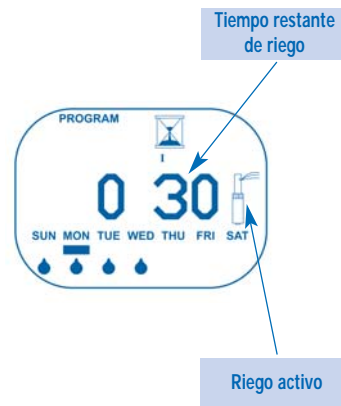 Tiempo restante
de riego
PROGRAM
I
0 30
SUN MON TUE WED THU FRI SAT
Riego activo